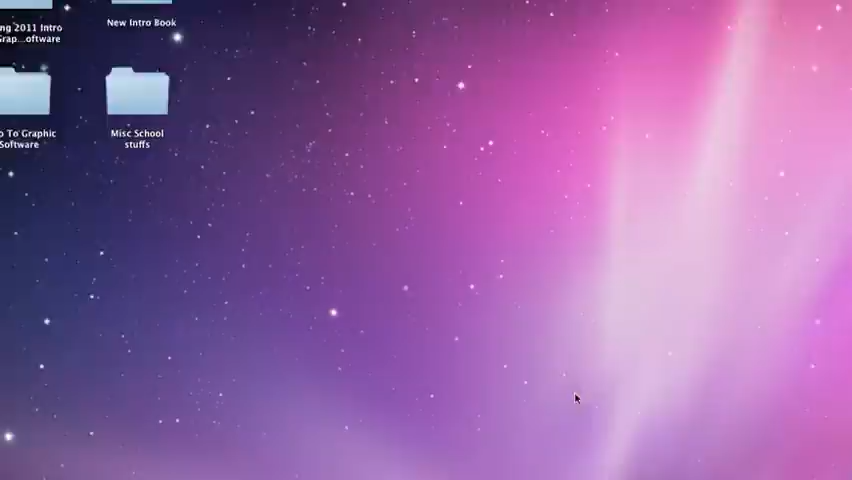 ng 2011 Intro
Grap...oftware
New Intro Book
o To Graphic
Software
Misc School
stuffs